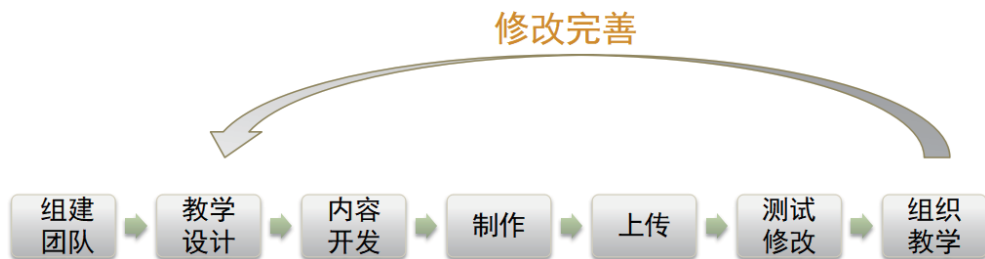 修改完善
组建
团队
教学
设计
内容
开发
制作
上传
测试
修改
组织
教学